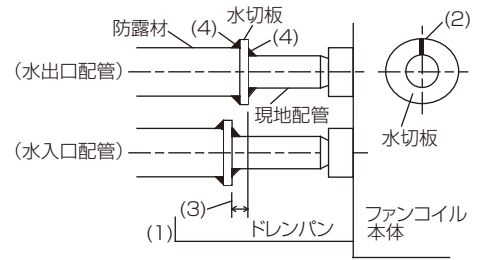 水切板
防露材
(4)
(4)
(2)
(水出口配管)
現地配管
水切板
(水入口配管)
(3)
(1)
ドレンパン
ファンコイル
本体